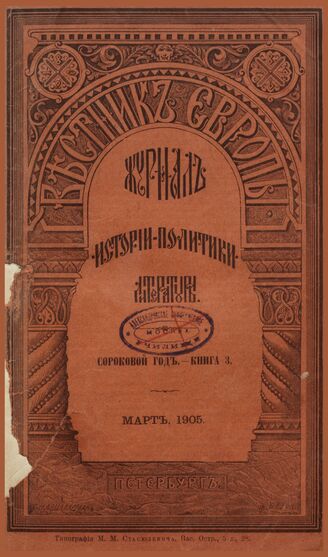 ВѢСТНИКЪ ЕВРОПЫ
ЖУРНАЛЪ
ИСТОРІИ-ПОЛИТИКИ
ЛИТЕРАТУРЫ.
МОСКВА
СОРОКОВОЙ ГОДЪ.—КНИГА 3.
МАРТЪ, 1905.
ПЕТЕРБУРГЪ
Типографія М. М. Стасюлевича, Вас. Остр., 5 л., 28.